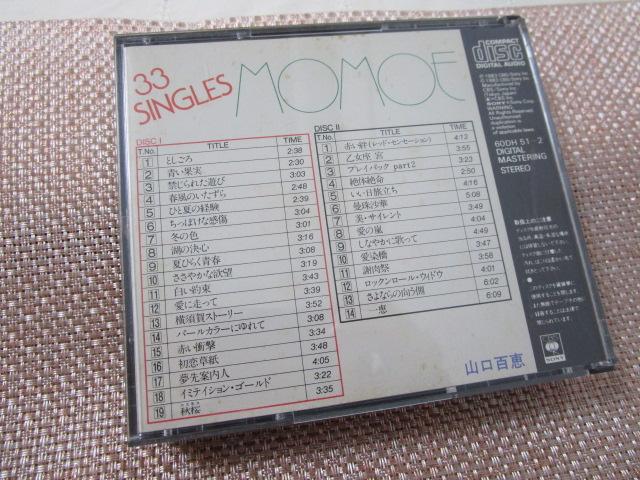 33
SINGLES
MOMOE
DISC I
T.No. TITLE TIME
1 としごろ 2:38
2 青い果実 2:30
3 禁じられた遊び 3:03
4 春風のいたずら 2:48
5 ひと夏の経験 2:39
6 ちっぽけな感傷 3:04
7 冬の色 3:01
8 湖の決心 3:16
9 夏ひらく青春 3:08
10 ささやかな欲望 3:19
11 白い約束 3:43
12 愛に走って 3:39
13 横須賀ストーリー 3:52
14 パールカラーにゆれて 3:08
15 赤い衝撃 3:34
16 初恋草紙 3:48
17 夢先案内人 4:05
18 イミテイション・ゴールド 3:22
19 秋桜 3:35
DISC II
T.No. TITLE TIME
1 赤い絆(レッド・センセーション) 4:12
2 乙女座 宮 3:55
3 プレイバック part2 3:23
4 絶体絶命
5 いい日旅立ち 4:16
6 曼珠沙華 5:08
7 美・サイレント 3:49
8 愛の嵐 4:04
9 しなやかに歌って 4:49
10 愛染橋 3:47
11 謝肉祭 3:58
12 ロックンロール・ウィドウ 4:01
13 さよならの向う側 6:02
14 一恵 6:09
山口百恵
COMPACT
disc
DIGITAL AUDIO
60DH 51-2
DIGITAL
MASTERING
STEREO
取扱上のご注意
SONY